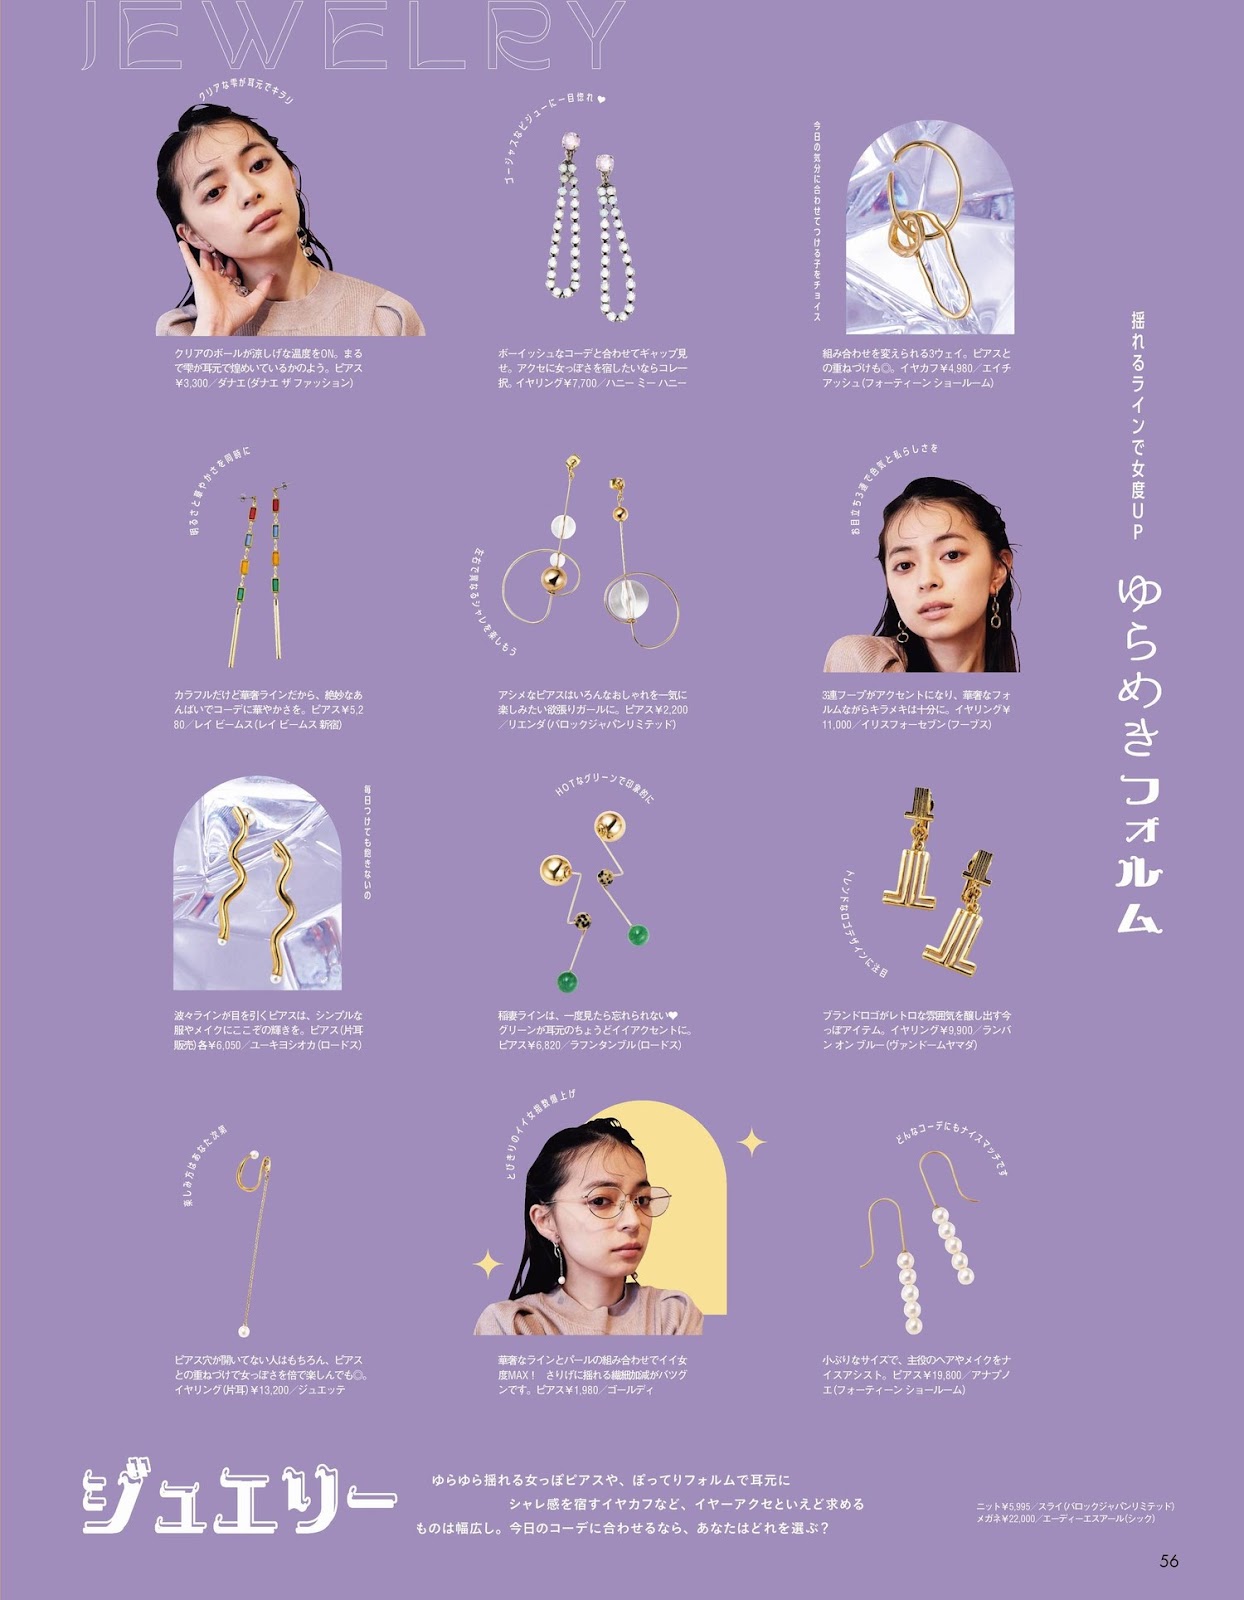 JEWELRY
揺れるラインで女度UP
ゆらめきフォルム
クリアな雫が耳元でキラリ
クリアのボールが涼しげな温度をON。まる
で雫が耳元で煌めいているかのよう。ピアス
¥3,300／ダナエ(ダナエ ザ ファッション)
ゴージャスなビジューに一目惚れ♥
ボーイッシュなコーデと合わせてギャップ見
せ。アクセに女っぽさを宿したいならコレ一
択。イヤリング¥7,700／ハニー ミー ハニー
今日の気分に合わせてつける子をチョイス
組み合わせを変えられる3ウェイ。ピアスと
の重ねづけも◎。イヤカフ¥4,980／エイチ
アッシュ(フォーティーン ショールーム)
明るさと華やかさを同時に
カラフルだけど華奢ラインだから、絶妙なあ
んばいでコーデに華やかさを。ピアス¥5,2
80／レイ ビームス(レイ ビームス 新宿)
左右で異なるシャレを楽しもう
アシメなピアスはいろんなおしゃれを一気に
楽しみたい欲張りガールに。ピアス¥2,200
／リエンダ(バロックジャパンリミテッド)
お目立ち3連で色気と私らしさを
3連フープがアクセントになり、華奢なフォ
ルムながらキラメキは十分に。イヤリング¥
11,000／イリスフォーセブン(フーブス)
毎日つけても飽きないの
波々ラインが目を引くピアスは、シンプルな
服やメイクにここぞの輝きを。ピアス(片耳
販売)各¥6,050／ユーキヨシオカ(ロードス)
HOTなグリーンで印象的に
稲妻ラインは、一度見たら忘れられない♥
グリーンが耳元のちょうどイイアクセントに。
ピアス¥6,820／ラフンタンブル(ロードス)
トレンドなロゴデザインに注目
ブランドロゴがレトロな雰囲気を醸し出す今
っぽアイテム。イヤリング¥9,900／ランバ
ン オン ブルー(ヴァンドームヤマダ)
楽しみ方はあなた次第
ピアス穴が開いてない人はもちろん、ピアス
との重ねづけで女っぽさを倍で楽しんでも◎。
イヤリング(片耳)¥13,200／ジュエッテ
とびきりのイイ女指数爆上げ
華奢なラインとパールの組み合わせでイイ女
度MAX！ さりげに揺れる繊細加減がバツグ
ンです。ピアス¥1,980／ゴールディ
どんなコーデにもナイスマッチです
小ぶりなサイズで、主役のヘアやメイクをナ
イスアシスト。ピアス¥19,800／アナプノ
エ(フォーティーン ショールーム)
ジュエリー
ゆらゆら揺れる女っぽピアスや、ぽってりフォルムで耳元に
シャレ感を宿すイヤカフなど、イヤーアクセといえど求める
ものは幅広し。今日のコーデに合わせるなら、あなたはどれを選ぶ？
ニット¥5,995／スライ(バロックジャパンリミテッド)
メガネ¥22,000／エーディーエスアール(シック)
56